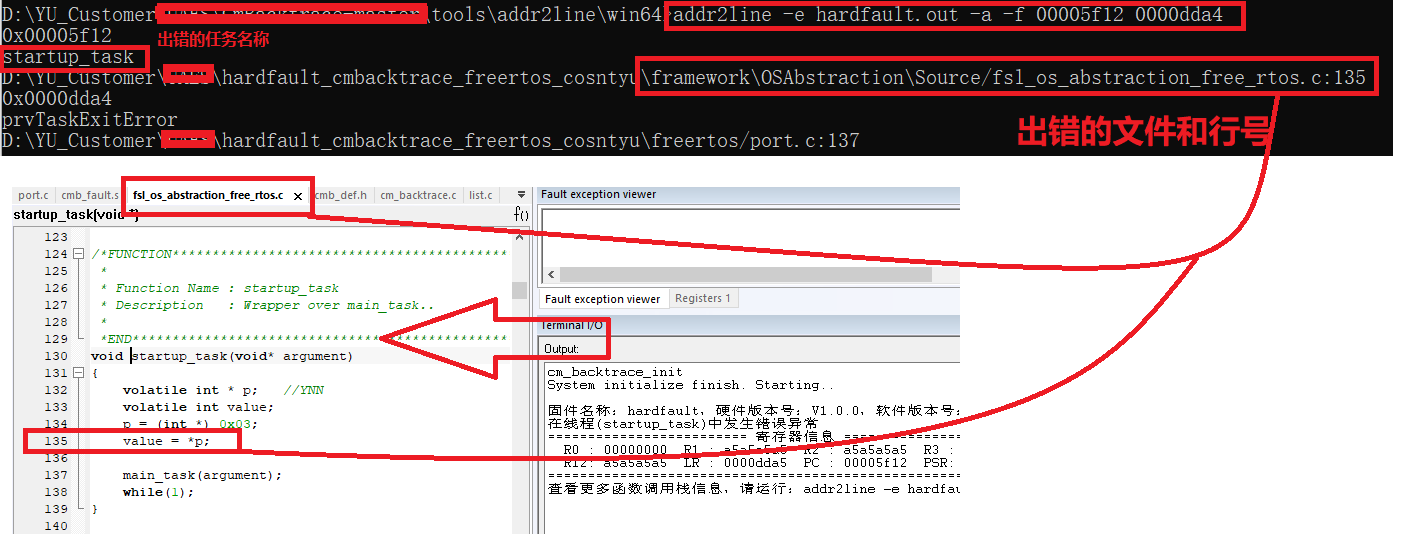 D:\YU_Customer\ \CmBacktrace-master\tools\addr2line\win64>addr2line -e hardfault.out -a -f 00005f12 0000dda4
0x00005f12
出错的任务名称
startup_task
D:\YU_Customer\ \hardfault_cmbacktrace_freertos_cosntyu\framework\OSAbstraction\Source/fsl_os_abstraction_free_rtos.c:135
0x0000dda4
prvTaskExitError
出错的文件和行号
D:\YU_Customer\ \hardfault_cmbacktrace_freertos_cosntyu\freertos/port.c:137
port.c cmb_fault.s fsl_os_abstraction_free_rtos.c × cmb_def.h cm_backtrace.c list.c
startup_task(void *)
f()
123
124 /*FUNCTION******************************************
125 *
126 * Function Name : startup_task
127 * Description : Wrapper over main_task..
128 *
129 *END***********************************************
130 void startup_task(void* argument)
131 {
132 volatile int * p; //YNN
133 volatile int value;
134 p = (int *) 0x03;
135 value = *p;
136
137 main_task(argument);
138 while(1);
139 }
140
Fault exception viewer
Fault exception viewer Registers 1
Terminal I/O
Output:
cm_backtrace_init
System initialize finish. Starting..
固件名称: hardfault, 硬件版本号: V1.0.0, 软件版本号:
在线程(startup_task)中发生错误异常
=================== 寄存器信息 ===================
R0 : 00000000 R1 : a5a5a5a5 R2 : a5a5a5a5 R3 :
R12: a5a5a5a5 LR : 0000dda5 PC : 00005f12 PSR:
==================================================
查看更多函数调用栈信息, 请运行: addr2line -e hardfau